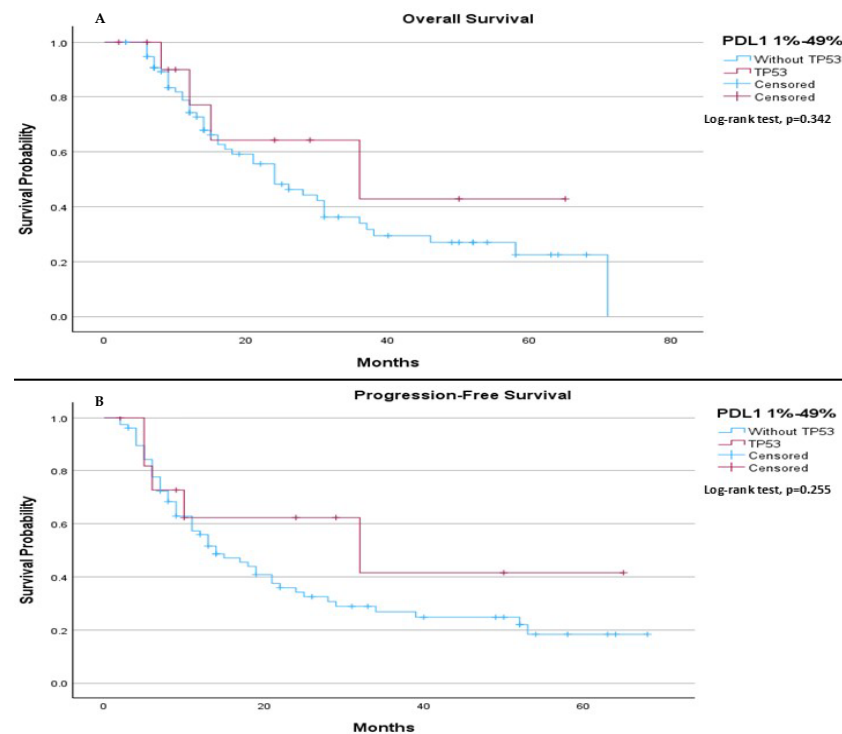 A
Overall Survival
PDL1 1%-49%
Without TP53
TP53
Censored
Censored
Log-rank test, p=0.342
Survival Probability
1.0
0.8
0.6
0.4
0.2
0.0
0
20
40
60
80
Months
B
Progression-Free Survival
PDL1 1%-49%
Without TP53
TP53
Censored
Censored
Log-rank test, p=0.255
Survival Probability
1.0
0.8
0.6
0.4
0.2
0.0
0
20
40
60
Months